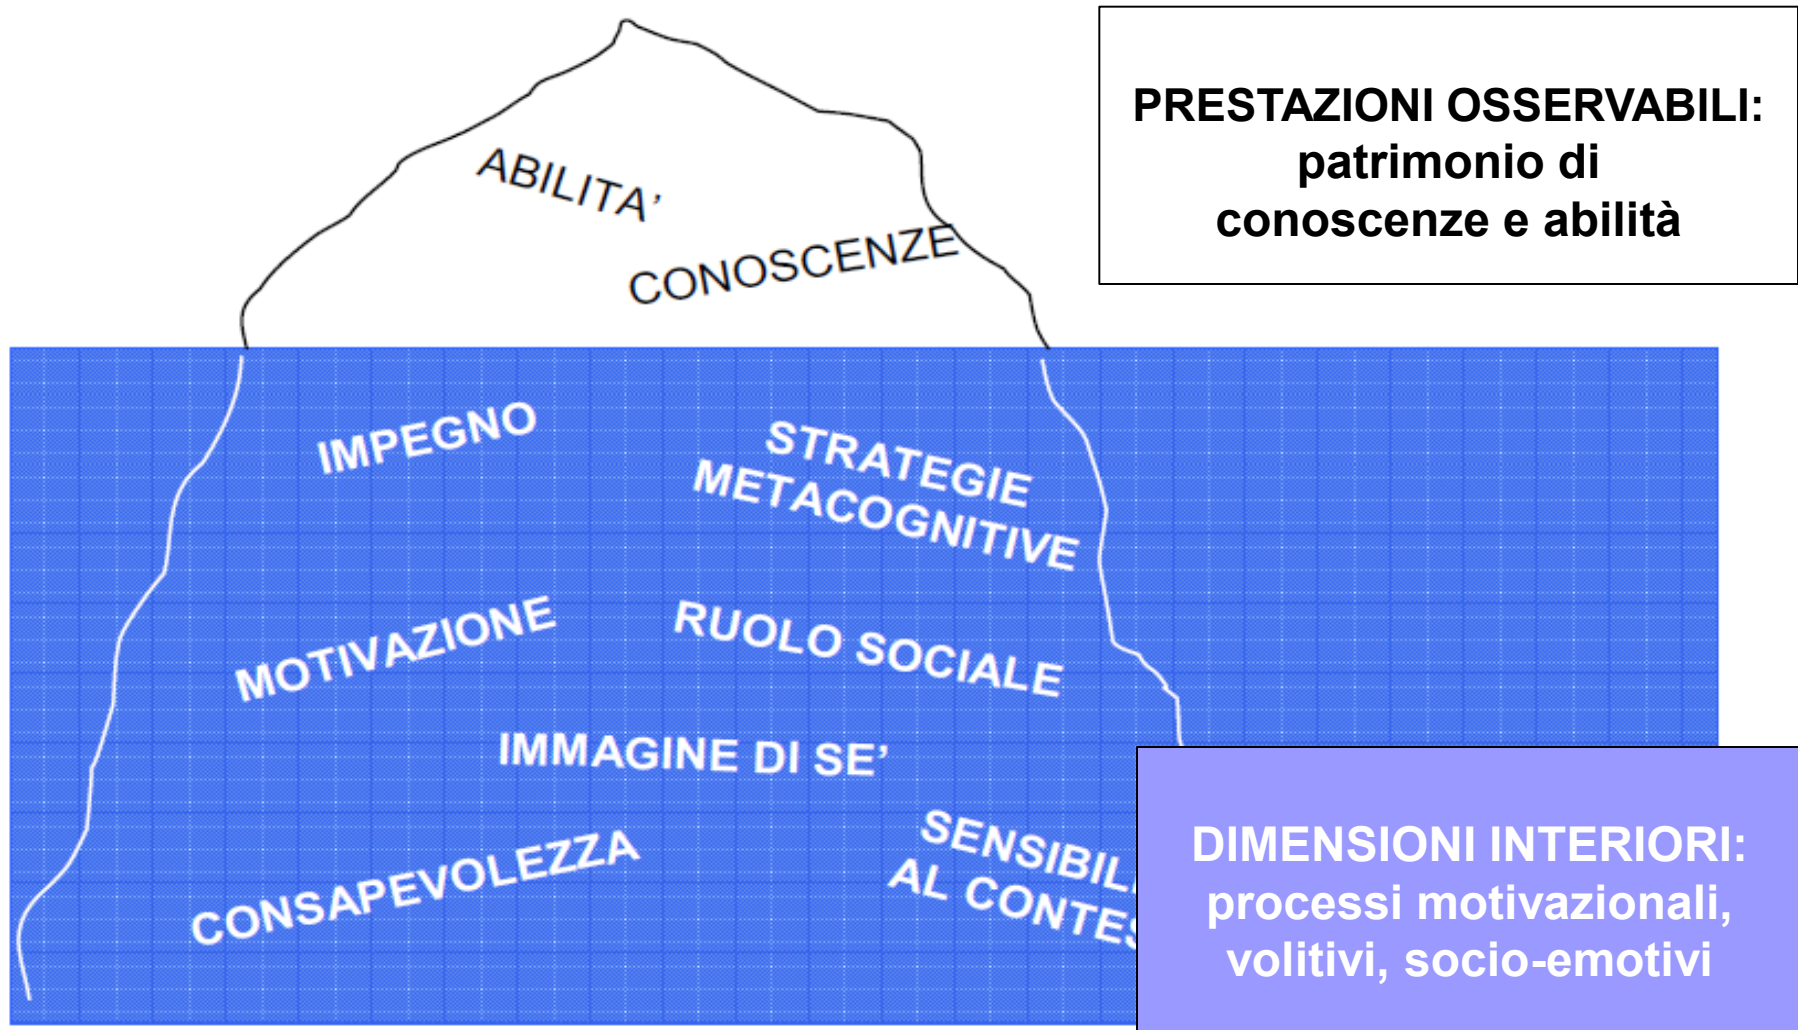 PRESTAZIONI OSSERVABILI:
patrimonio di
conoscenze e abilità
ABILITA’
CONOSCENZE
IMPEGNO
STRATEGIE
METACOGNITIVE
MOTIVAZIONE
RUOLO SOCIALE
IMMAGINE DI SE’
CONSAPEVOLEZZA
AL
DIMENSIONI INTERIORI:
processi motivazionali,
volitivi, socio-emotivi